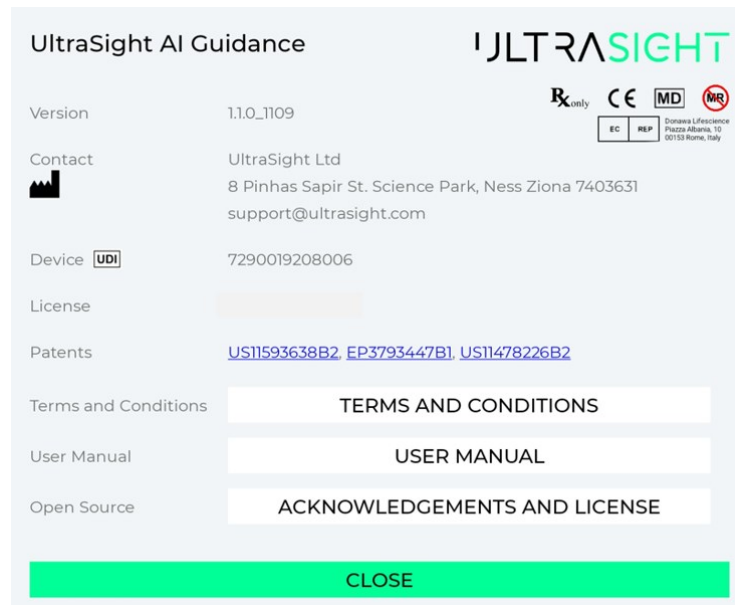 UltraSight AI Guidance
ULTRASIGHT
Rx only CE MD MR
EC REP
Donawa Lifescience
Piazza Albania, 10
00153 Rome, Italy
Version 1.1.0_1109
Contact UltraSight Ltd
8 Pinhas Sapir St. Science Park, Ness Ziona 7403631
support@ultrasight.com
Device UDI 7290019208006
License
Patents US11593638B2, EP3793447B1, US11478226B2
Terms and Conditions TERMS AND CONDITIONS
User Manual USER MANUAL
Open Source ACKNOWLEDGEMENTS AND LICENSE
CLOSE